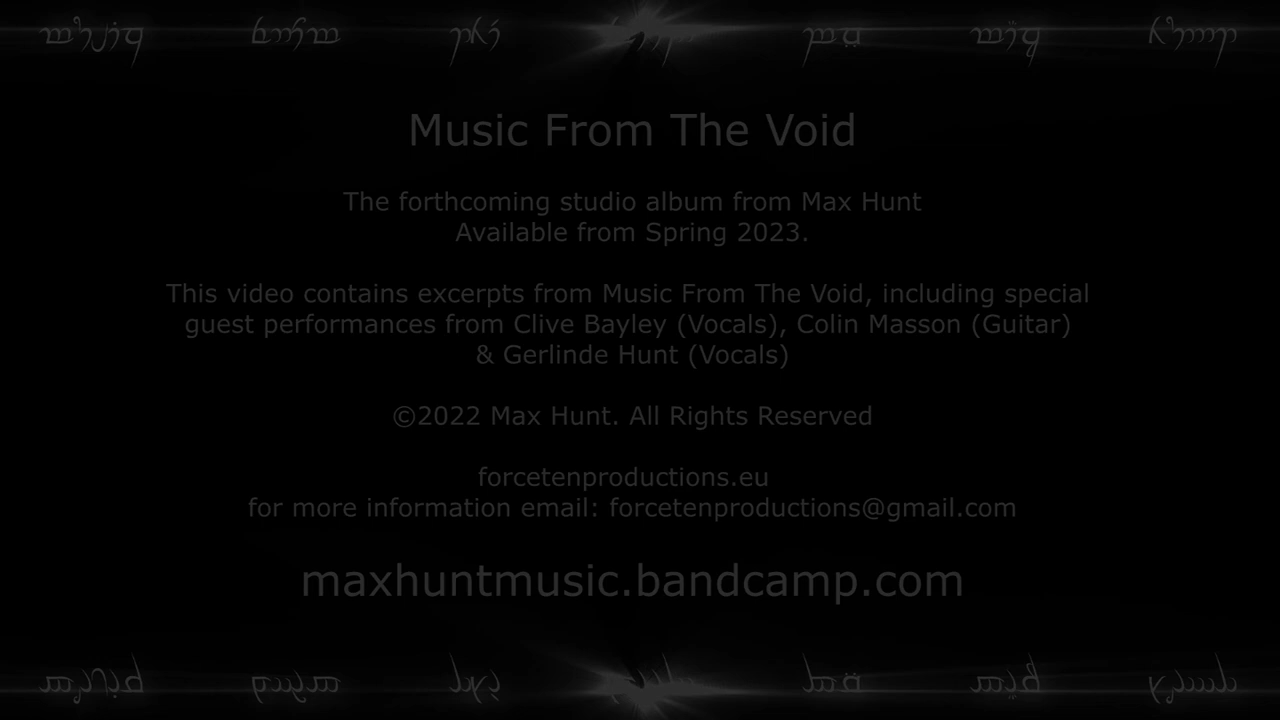 Music From The Void
The forthcoming studio album from Max Hunt
Available from Spring 2023.
This video contains excerpts from Music From The Void, including special
guest performances from Clive Bayley (Vocals), Colin Masson (Guitar)
& Gerlinde Hunt (Vocals)
©2022 Max Hunt. All Rights Reserved
forcetenproductions.eu
for more information email: forcetenproductions@gmail.com
maxhuntmusic.bandcamp.com